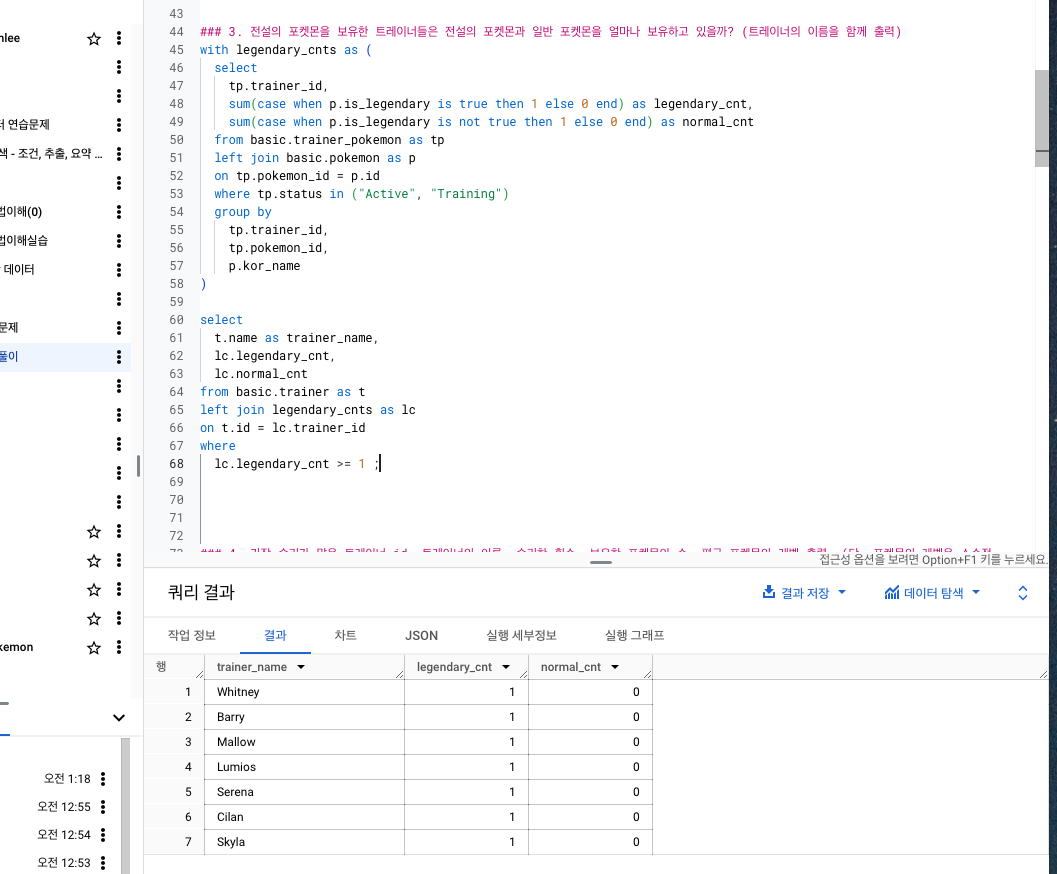 nlee
터 연습문제
색 - 조건, 추출, 요약 ...
법이해(0)
법이해실습
데이터
문제
풀이
kemon
오전 1:18
오전 12:55
오전 12:54
오전 12:53
43
44 ### 3. 전설의 포켓몬을 보유한 트레이너들은 전설의 포켓몬과 일반 포켓몬을 얼마나 보유하고 있을까? (트레이너의 이름을 함께 출력)
45 with legendary_cnts as (
46 select
47 tp.trainer_id,
48 sum(case when p.is_legendary is true then 1 else 0 end) as legendary_cnt,
49 sum(case when p.is_legendary is not true then 1 else 0 end) as normal_cnt
50 from basic.trainer_pokemon as tp
51 left join basic.pokemon as p
52 on tp.pokemon_id = p.id
53 where tp.status in ("Active", "Training")
54 group by
55 tp.trainer_id,
56 tp.pokemon_id,
57 p.kor_name
58 )
59
60 select
61 t.name as trainer_name,
62 lc.legendary_cnt,
63 lc.normal_cnt
64 from basic.trainer as t
65 left join legendary_cnts as lc
66 on t.id = lc.trainer_id
67 where
68 lc.legendary_cnt >= 1 ;
69
70
71
72
접근성 옵션을 보려면 Option+F1 키를 누르세요.
쿼리 결과
결과 저장
데이터 탐색
작업 정보 결과 차트 JSON 실행 세부정보 실행 그래프
행 trainer_name legendary_cnt normal_cnt
1 Whitney 1 0
2 Barry 1 0
3 Mallow 1 0
4 Lumios 1 0
5 Serena 1 0
6 Cilan 1 0
7 Skyla 1 0